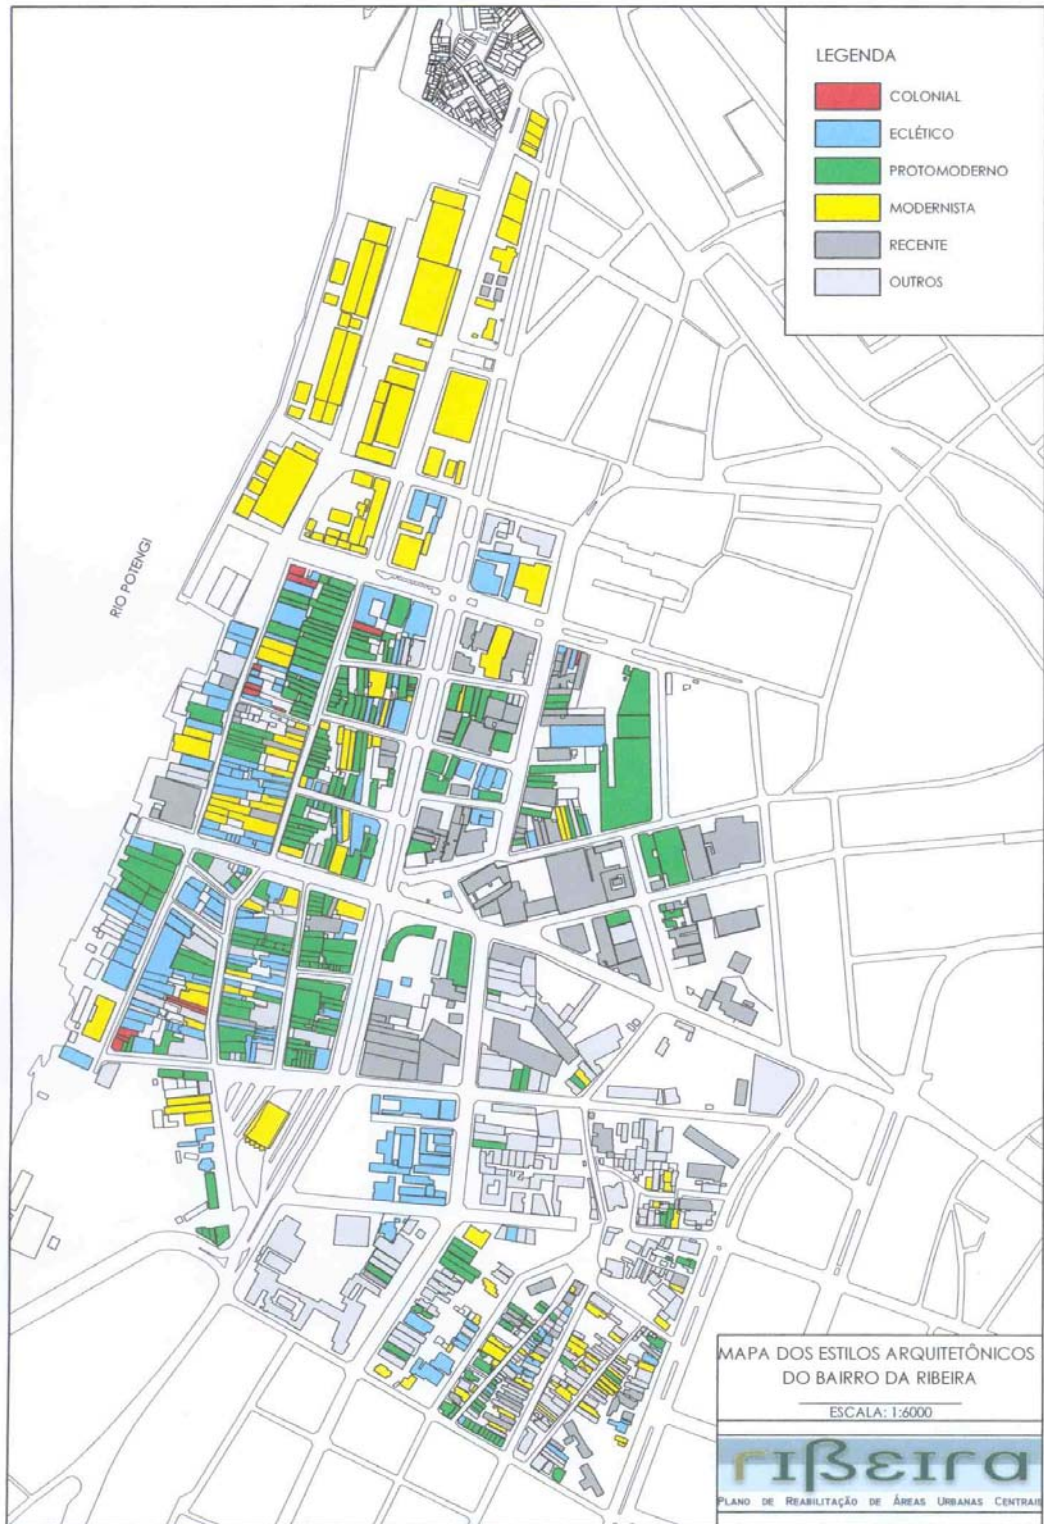 LEGENDA
COLONIAL
ECLÉTICO
PROTOMODERNO
MODERNISTA
RECENTE
OUTROS
RIO POTENGI
MAPA DOS ESTILOS ARQUITETÔNICOS
DO BAIRRO DA RIBEIRA
ESCALA: 1:6000
rIβEIra
PLANO DE REABILITAÇÃO DE ÁREAS URBANAS CENTRAIS